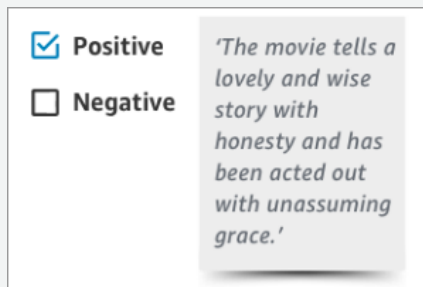 Positive
Negative
‘The movie tells a
lovely and wise
story with
honesty and has
been acted out
with unassuming
grace.’